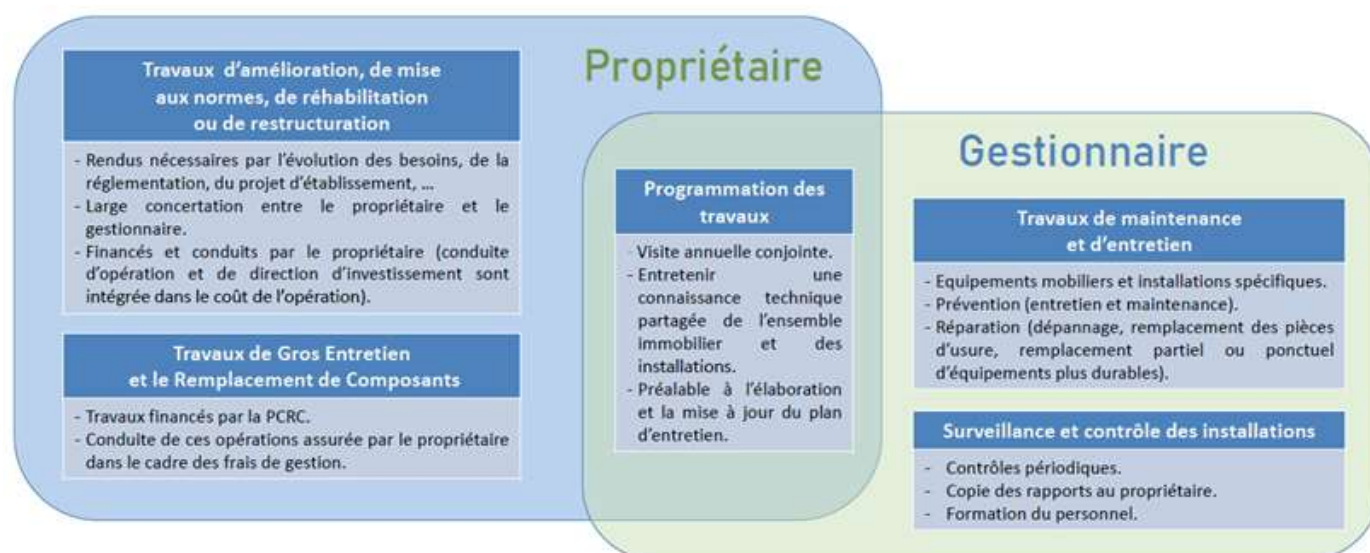 Propriétaire
Travaux d'amélioration, de mise
aux normes, de réhabilitation
ou de restructuration
- Rendus nécessaires par l'évolution des besoins, de la
réglementation, du projet d'établissement, ...
- Large concertation entre le propriétaire et le
gestionnaire.
- Financés et conduits par le propriétaire (conduite
d'opération et de direction d'investissement sont
intégrée dans le coût de l'opération).
Travaux de Gros Entretien
et le Remplacement de Composants
- Travaux financés par la PCRC.
- Conduite de ces opérations assurée par le propriétaire
dans le cadre des frais de gestion.
Programmation des
travaux
- Visite annuelle conjointe.
- Entretenir une
connaissance technique
partagée de l'ensemble
immobilier et des
installations.
- Préalable à l'élaboration
et la mise à jour du plan
d'entretien.
Gestionnaire
Travaux de maintenance
et d'entretien
- Equipements mobiliers et installations spécifiques.
- Prévention (entretien et maintenance).
- Réparation (dépannage, remplacement des pièces
d'usure, remplacement partiel ou ponctuel
d'équipements plus durables).
Surveillance et contrôle des installations
- Contrôles périodiques.
- Copie des rapports au propriétaire.
- Formation du personnel.